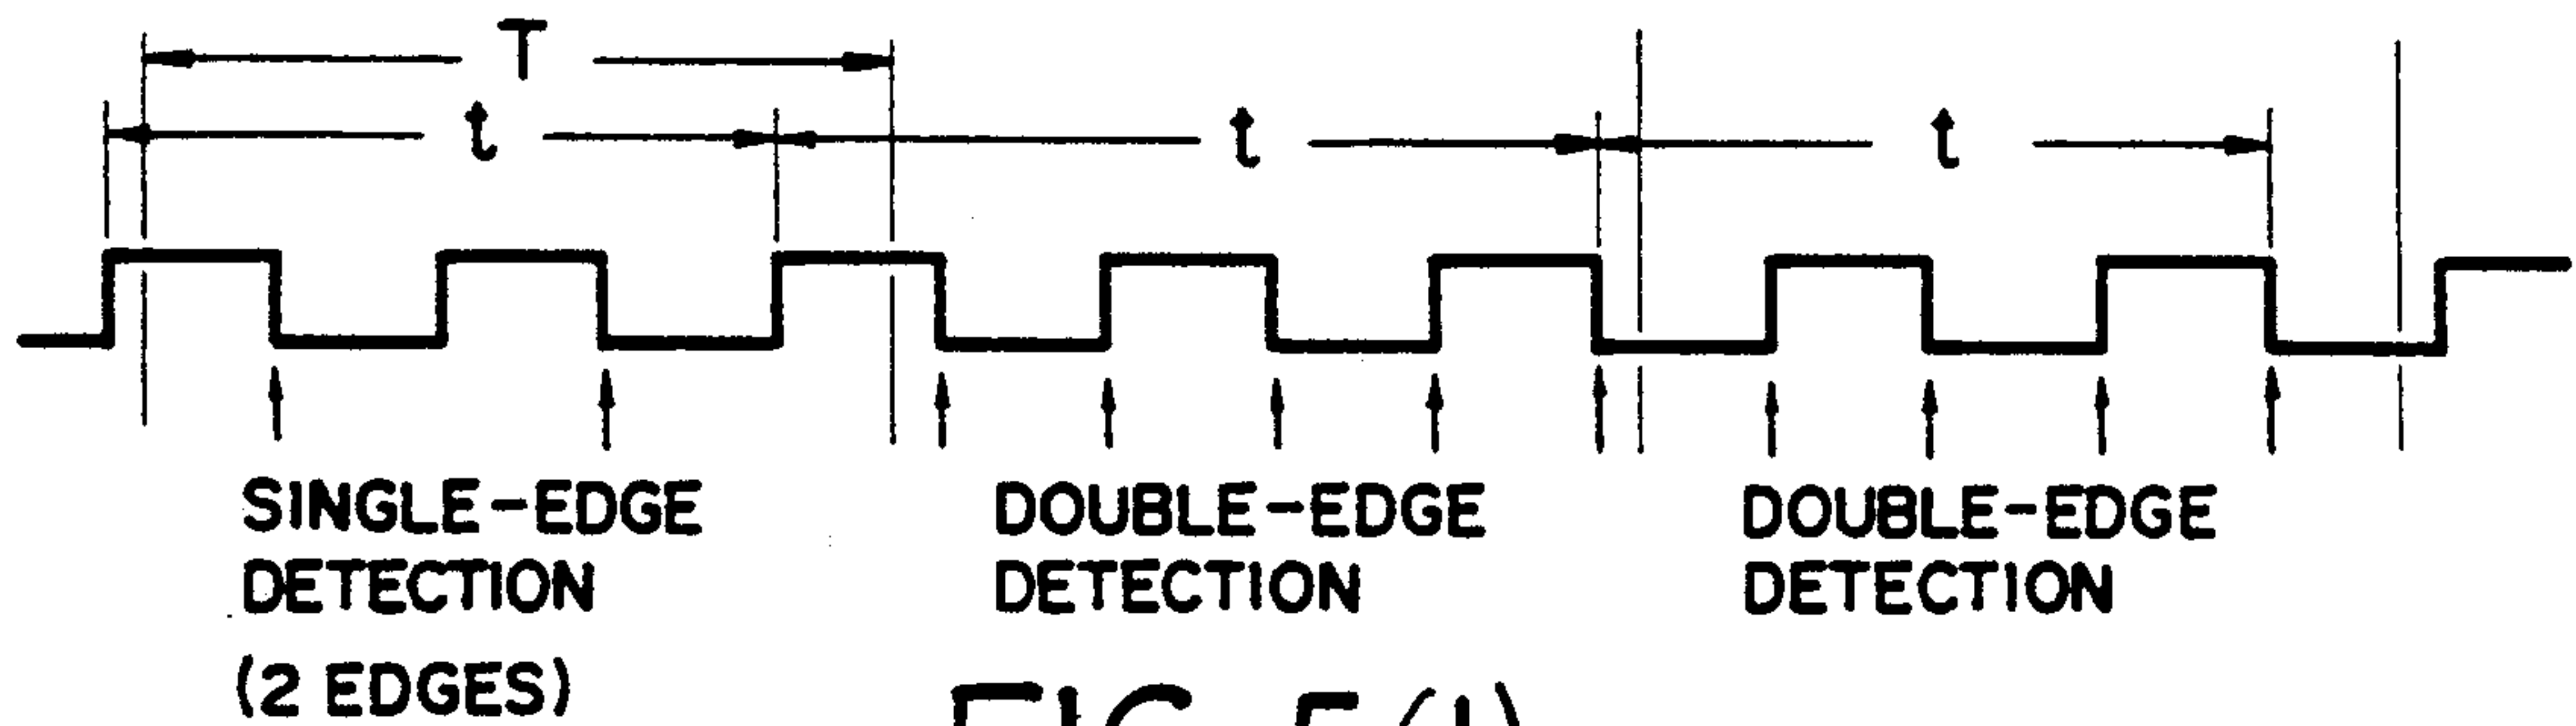 T
t t t
SINGLE-EDGE DOUBLE-EDGE DOUBLE-EDGE
DETECTION DETECTION DETECTION
(2 EDGES)